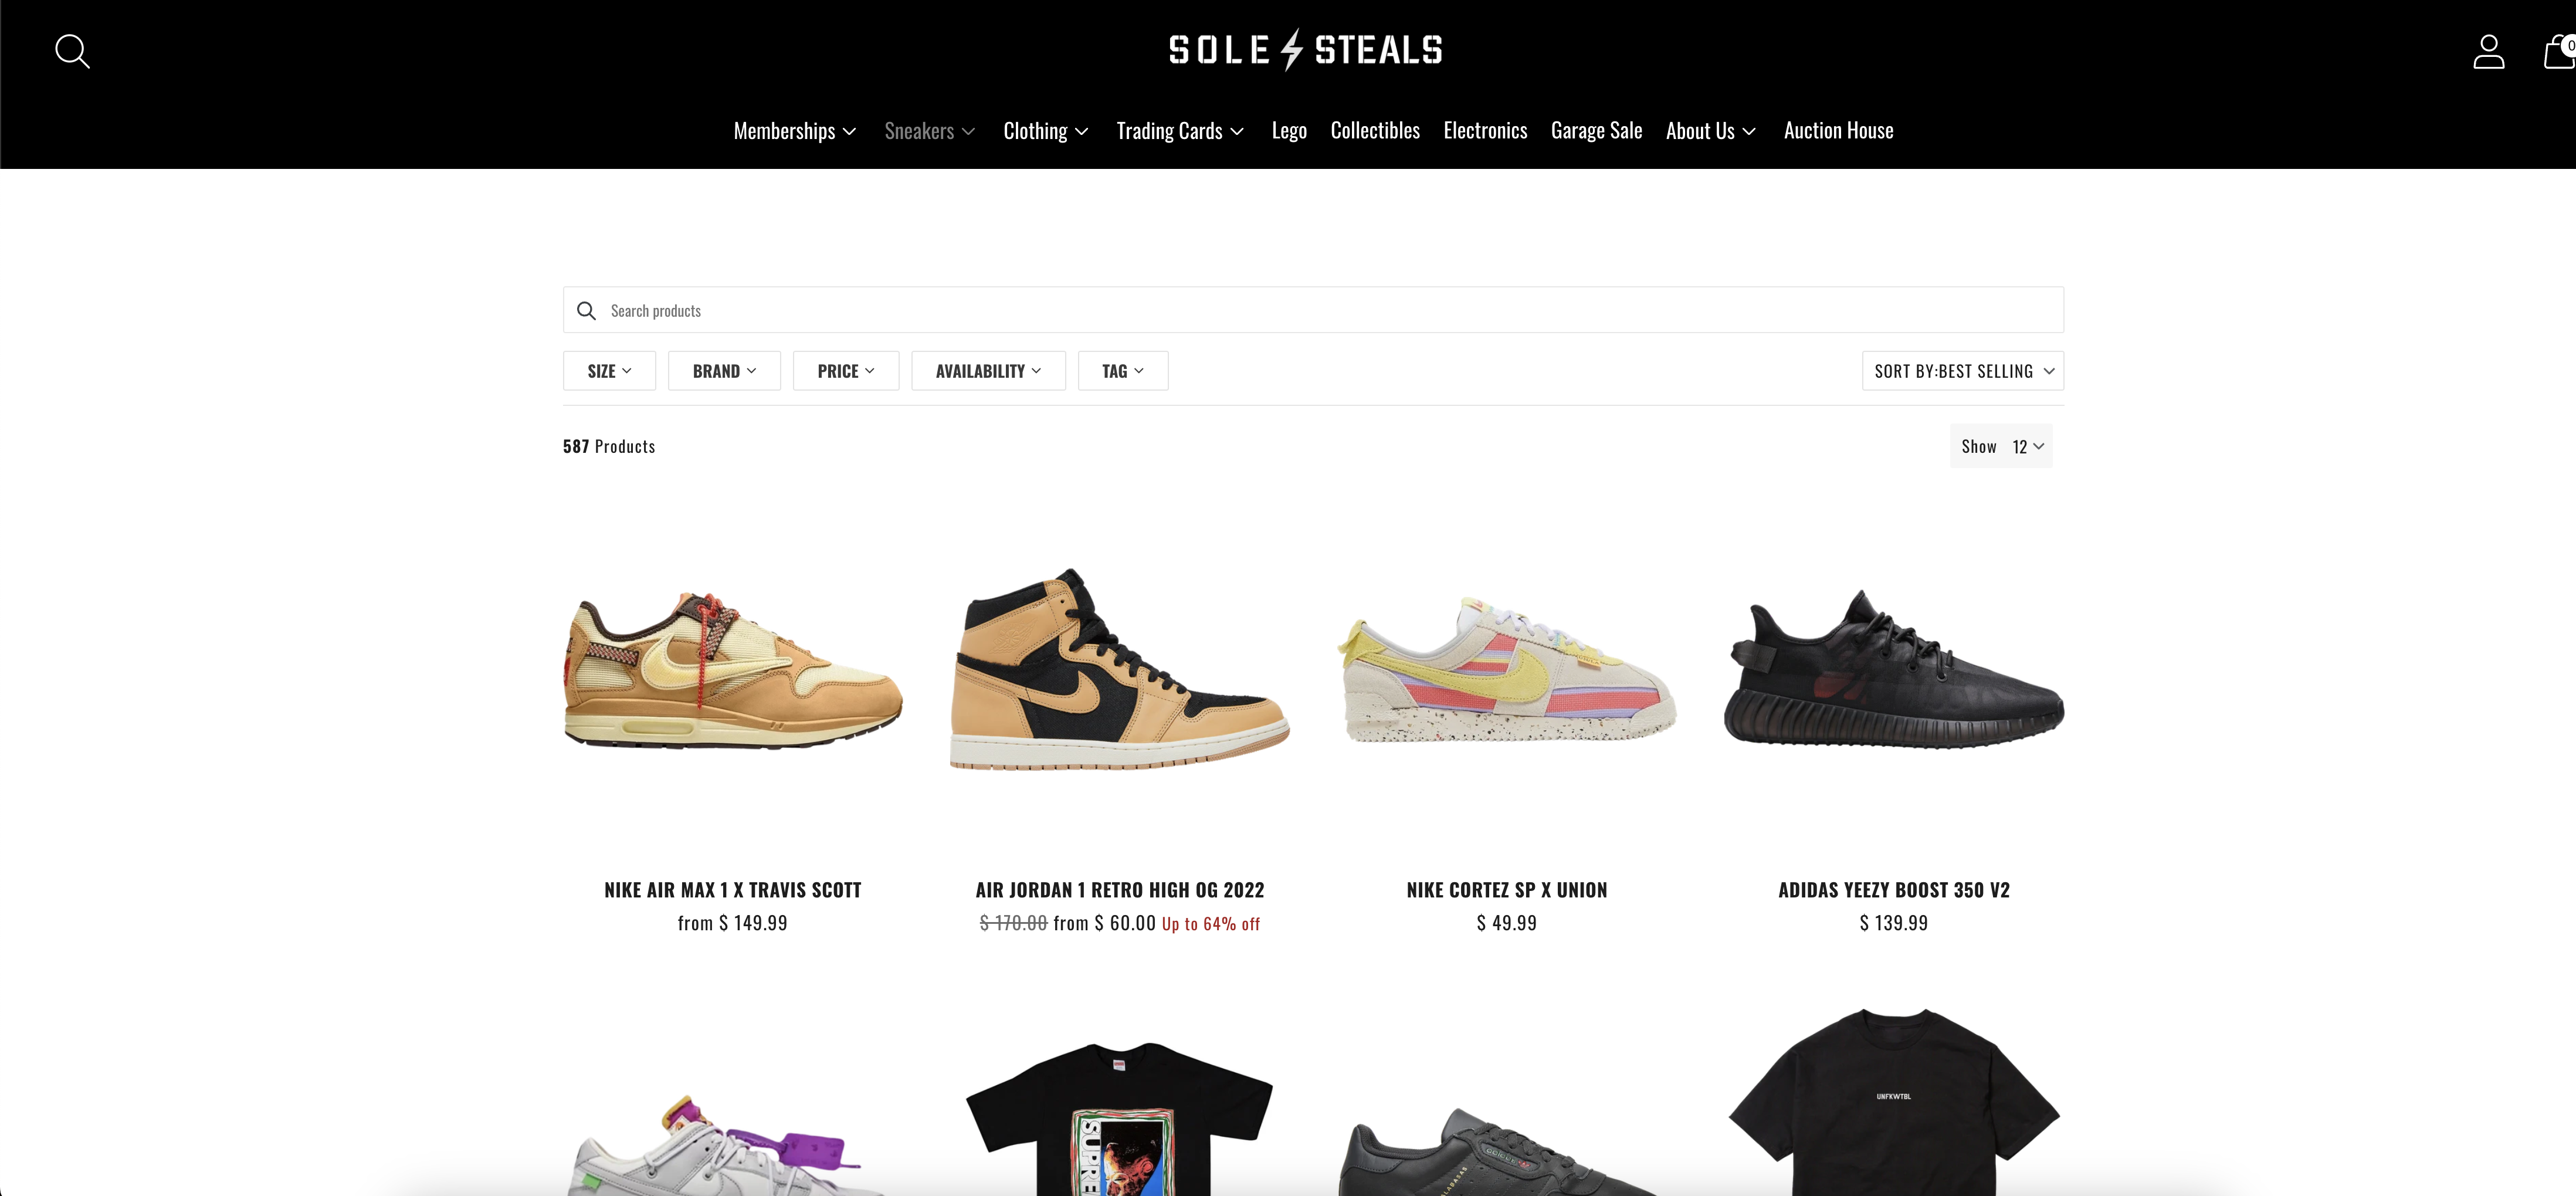 SOLE STEALS
0
Memberships Sneakers Clothing Trading Cards Lego Collectibles Electronics Garage Sale About Us Auction House
Search products
SIZE BRAND PRICE AVAILABILITY TAG SORT BY:BEST SELLING
587 Products Show 12
NIKE AIR MAX 1 X TRAVIS SCOTT
from $ 149.99
AIR JORDAN 1 RETRO HIGH OG 2022
$ 170.00 from $ 60.00 Up to 64% off
NIKE CORTEZ SP X UNION
$ 49.99
ADIDAS YEEZY BOOST 350 V2
$ 139.99
UNFKWTBL
SUPRE